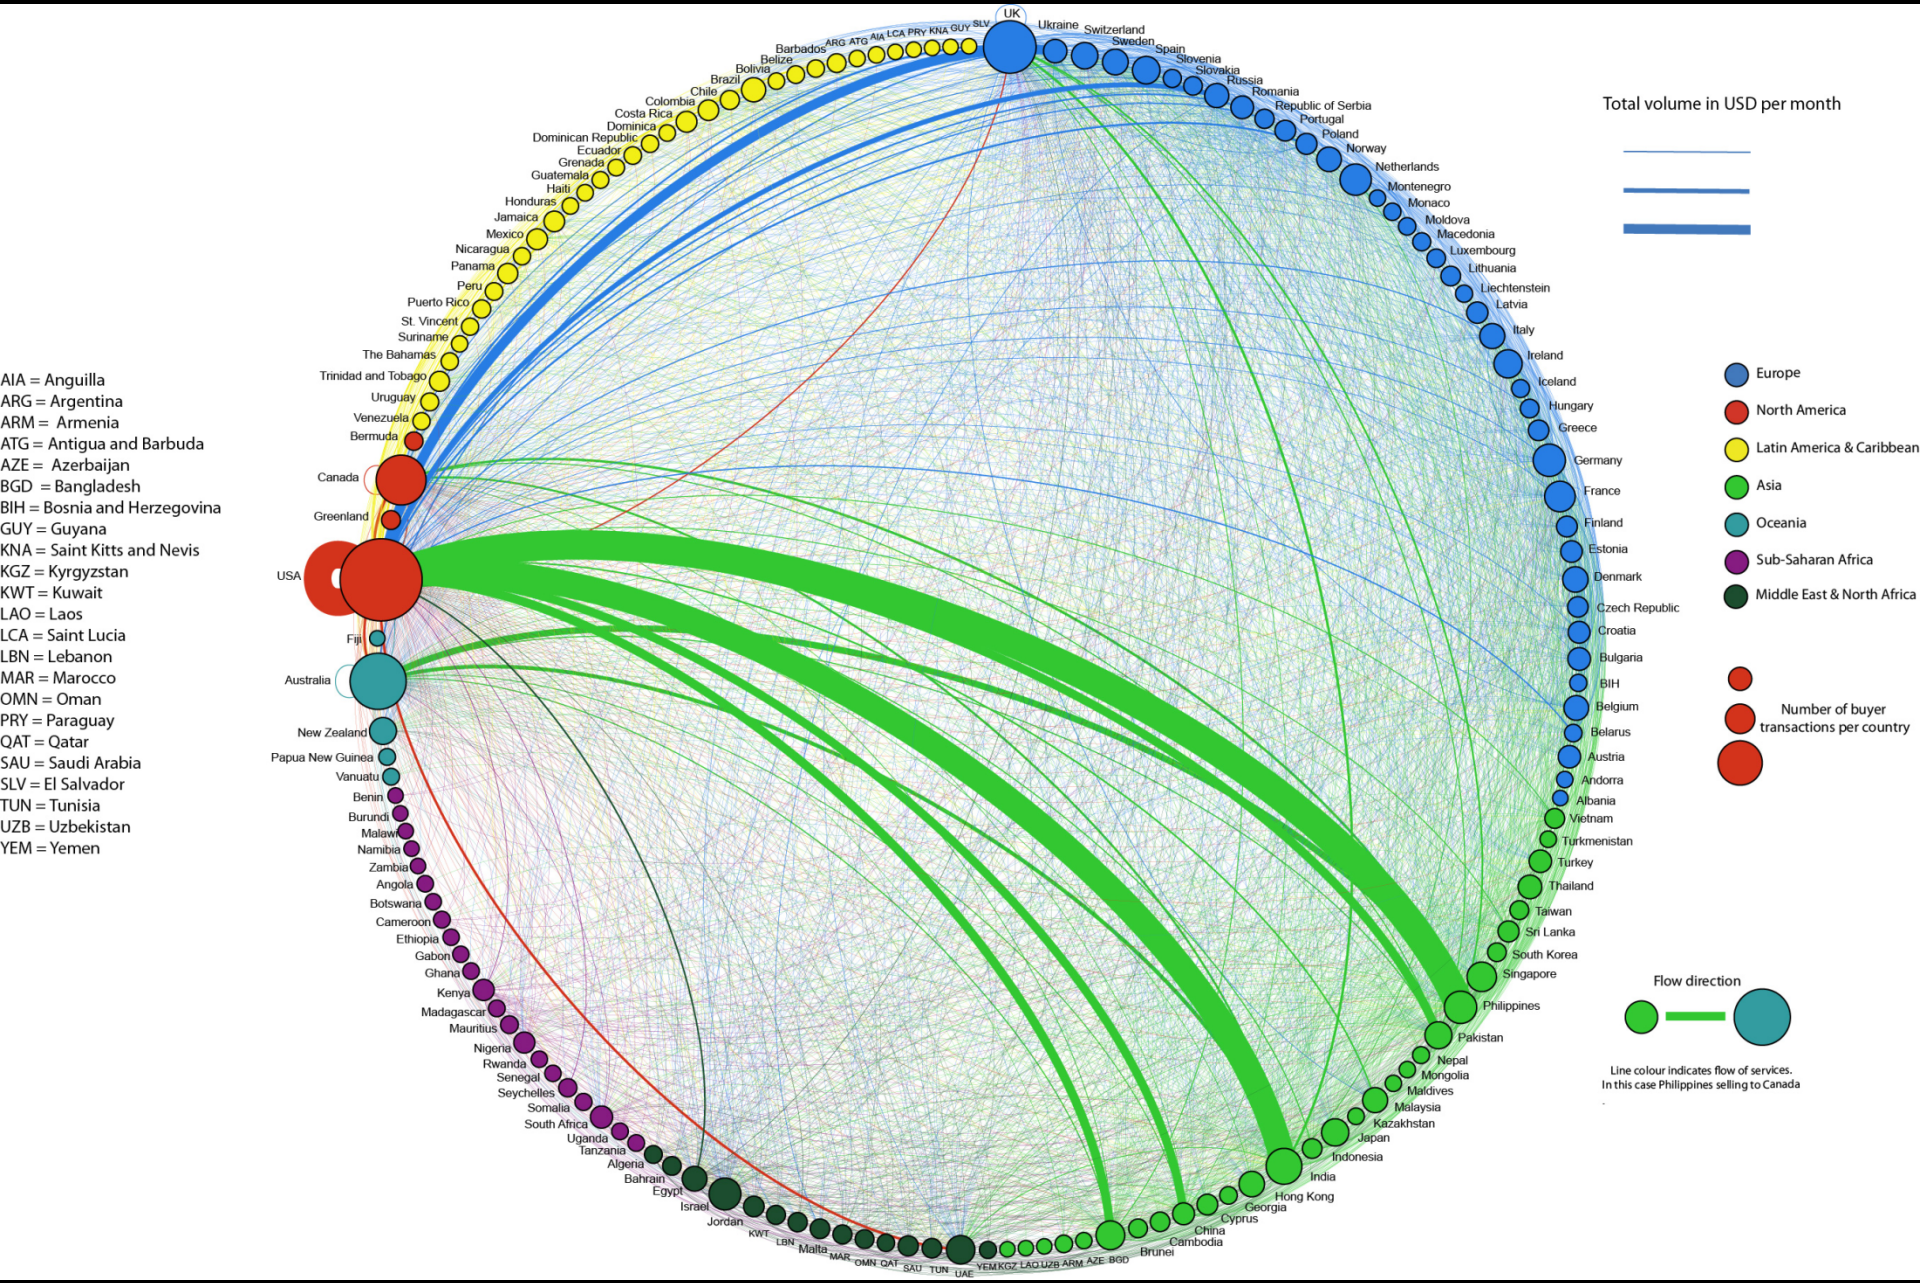 UK
SLV
GUY
KNA
PRY
LCA
AIA
ATG
ARG
Barbados
Belize
Bolivia
Brazil
Chile
Colombia
Costa Rica
Dominica
Dominican Republic
Ecuador
Grenada
Guatemala
Haiti
Honduras
Jamaica
Mexico
Nicaragua
Panama
Peru
Puerto Rico
St. Vincent
Suriname
The Bahamas
Trinidad and Tobago
Uruguay
Venezuela
Bermuda
Canada
Greenland
USA
Fiji
Australia
New Zealand
Papua New Guinea
Vanuatu
Benin
Burundi
Malawi
Namibia
Zambia
Angola
Botswana
Cameroon
Ethiopia
Gabon
Ghana
Kenya
Madagascar
Mauritius
Nigeria
Rwanda
Senegal
Seychelles
Somalia
South Africa
Uganda
Tanzania
Algeria
Bahrain
Egypt
Israel
Jordan
KWT
LBN
Malta
MAR
OMN
QAT
SAU
TUN
UAE
YEM
KGZ
LAO
UZB
ARM
AZE
BGD
Brunei
Cambodia
China
Cyprus
Georgia
Hong Kong
India
Indonesia
Japan
Kazakhstan
Malaysia
Maldives
Mongolia
Nepal
Pakistan
Philippines
Singapore
South Korea
Sri Lanka
Taiwan
Thailand
Turkey
Turkmenistan
Vietnam
Albania
Andorra
Austria
Belarus
Belgium
BIH
Bulgaria
Croatia
Czech Republic
Denmark
Estonia
Finland
France
Germany
Greece
Hungary
Iceland
Ireland
Italy
Latvia
Liechtenstein
Lithuania
Luxembourg
Macedonia
Moldova
Monaco
Montenegro
Netherlands
Norway
Poland
Portugal
Republic of Serbia
Romania
Russia
Slovakia
Slovenia
Spain
Sweden
Switzerland
Ukraine
AIA = Anguilla
ARG = Argentina
ARM = Armenia
ATG = Antigua and Barbuda
AZE = Azerbaijan
BGD = Bangladesh
BIH = Bosnia and Herzegovina
GUY = Guyana
KNA = Saint Kitts and Nevis
KGZ = Kyrgyzstan
KWT = Kuwait
LAO = Laos
LCA = Saint Lucia
LBN = Lebanon
MAR = Marocco
OMN = Oman
PRY = Paraguay
QAT = Qatar
SAU = Saudi Arabia
SLV = El Salvador
TUN = Tunisia
UZB = Uzbekistan
YEM = Yemen
Total volume in USD per month
Europe
North America
Latin America & Caribbean
Asia
Oceania
Sub-Saharan Africa
Middle East & North Africa
Number of buyer
transactions per country
Flow direction
Line colour indicates flow of services.
In this case Philippines selling to Canada
.